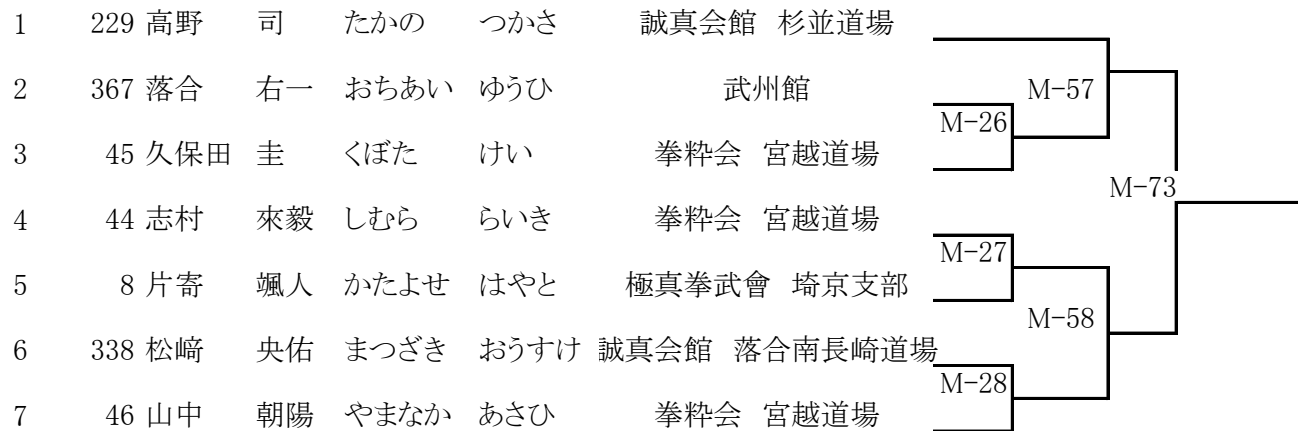 1 229 高野 司 たかの つかさ 誠真会館 杉並道場
2 367 落合 右一 おちあい ゆうひ 武州館 M-57
M-26
3 45 久保田 圭 くぼた けい 拳粋会 宮越道場
M-73
4 44 志村 來毅 しむら らいき 拳粋会 宮越道場
M-27
5 8 片寄 颯人 かたよせ はやと 極真拳武會 埼京支部
M-58
6 338 松﨑 央佑 まつざき おうすけ 誠真会館 落合南長崎道場
M-28
7 46 山中 朝陽 やまなか あさひ 拳粋会 宮越道場